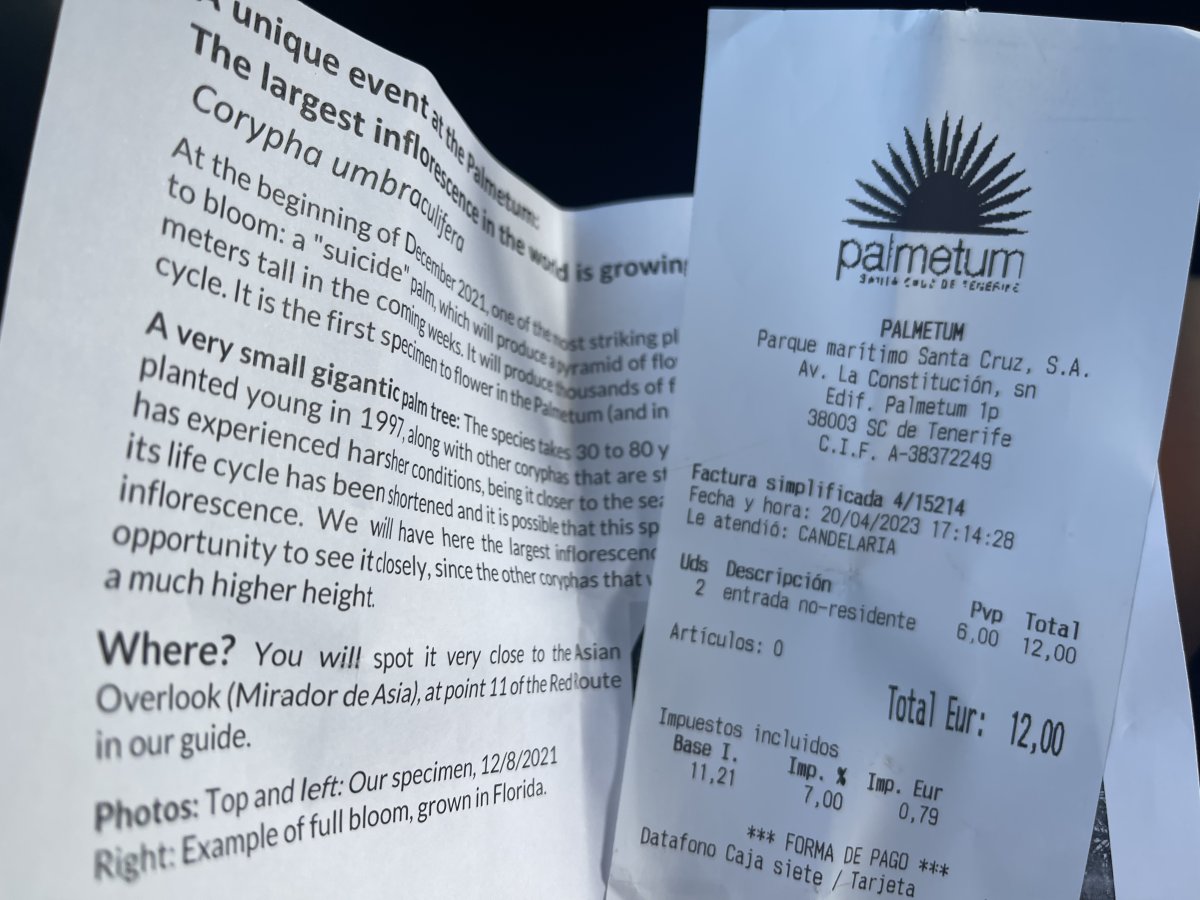 A unique event at the Palmetum:
The largest inflorescence in the world is growing
Corypha umbraculifera
At the beginning of December 2021, one of the most striking pl
to bloom: a "suicide" palm, which will produce a pyramid of flo
meters tall in the coming weeks. It will produce thousands of f
cycle. It is the first specimen to flower in the Palmetum (and in
A very small gigantic palm tree: The species takes 30 to 80 y
planted young in 1997, along with other coryphas that are st
has experienced harsher conditions, being it closer to the sea
its life cycle has been shortened and it is possible that this sp
inflorescence. We will have here the largest inflorescenc
opportunity to see it closely, since the other coryphas that
a much higher height.
Where? You will spot it very close to the Asian
Overlook (Mirador de Asia), at point 11 of the Red Route
in our guide.
Photos: Top and left: Our specimen, 12/8/2021
Right: Example of full bloom, grown in Florida.
palmetum
SANTA CRUZ DE TENERIFE
PALMETUM
Parque marítimo Santa Cruz, S.A.
Av. La Constitución, sn
Edif. Palmetum 1p
38003 SC de Tenerife
C.I.F. A-38372249
Factura simplificada 4/15214
Fecha y hora: 20/04/2023 17:14:28
Le atendió: CANDELARIA
Uds Descripción Pvp Total
2 entrada no-residente 6,00 12,00
Artículos: 0
Total Eur: 12,00
Impuestos incluidos
Base I. Imp. % Imp. Eur
11,21 7,00 0,79
*** FORMA DE PAGO ***
Datafono Caja siete / Tarjeta